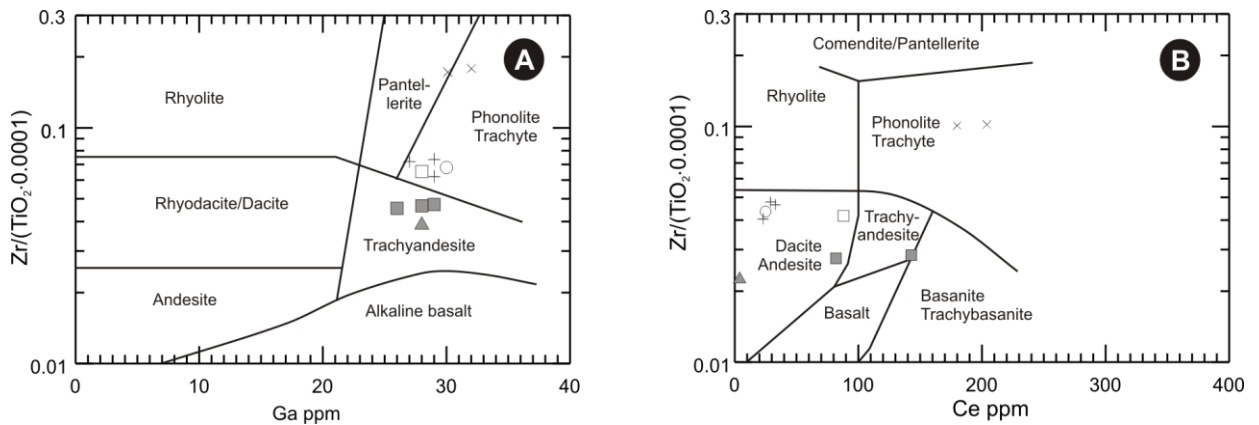 0.3
A
Pantel-
lerite
Rhyolite
Phonolite
Trachyte
0.1
Rhyodacite/Dacite
Trachyandesite
Andesite
Alkaline basalt
0.01
0
10
20
30
40
Ga ppm
Zr/(TiO₂·0.0001)
0.3
B
Comendite/Pantellerite
Rhyolite
Phonolite
Trachyte
0.1
Trachy-
andesite
Dacite
Andesite
Basanite
Trachybasanite
Basalt
0.01
0
100
200
300
400
Ce ppm
Zr/(TiO₂·0.0001)